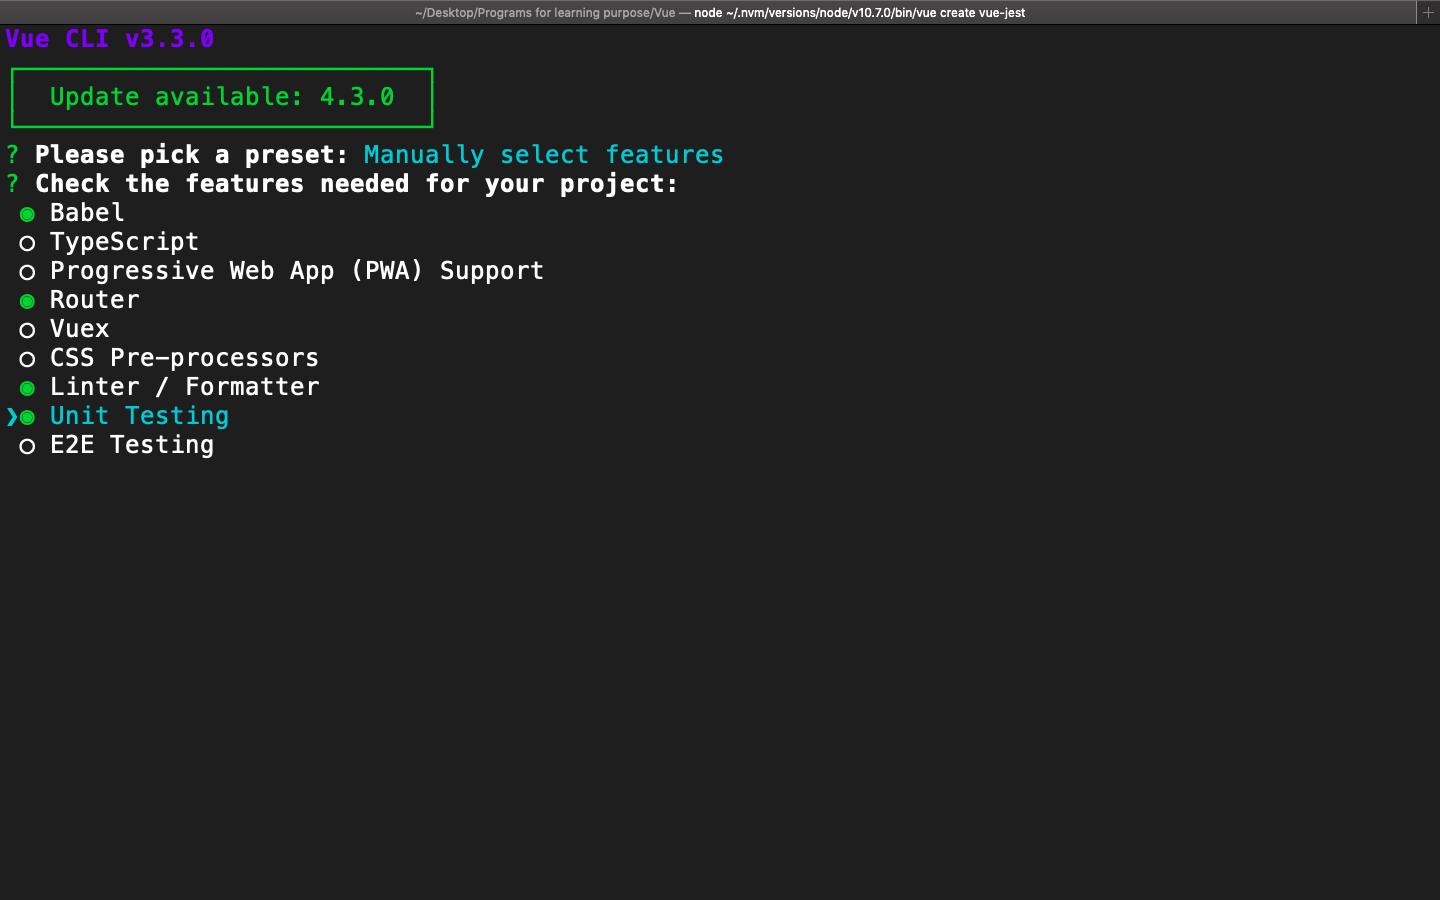 ~/Desktop/Programs for learning purpose/Vue — node ~/.nvm/versions/node/v10.7.0/bin/vue create vue-jest
Vue CLI v3.3.0
Update available: 4.3.0
? Please pick a preset: Manually select features
? Check the features needed for your project:
◉ Babel
◯ TypeScript
◯ Progressive Web App (PWA) Support
◉ Router
◯ Vuex
◯ CSS Pre-processors
◉ Linter / Formatter
❯◉ Unit Testing
◯ E2E Testing